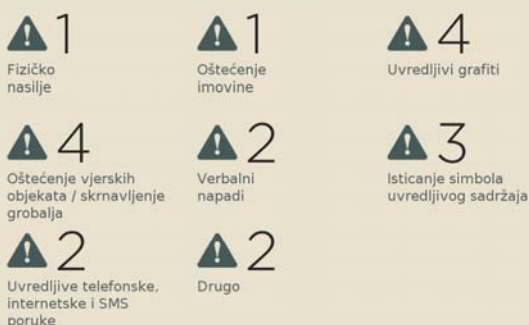 1
Fizičko
nasilje
1
Oštećenje
imovine
4
Uvredljivi grafiti
4
Oštećenje vjerskih
objekata / skrnavljenje
grobalja
2
Verbalni
napadi
3
Isticanje simbola
uvredljivog sadržaja
2
Uvredljive telefonske,
internetske i SMS
poruke
2
Drugo